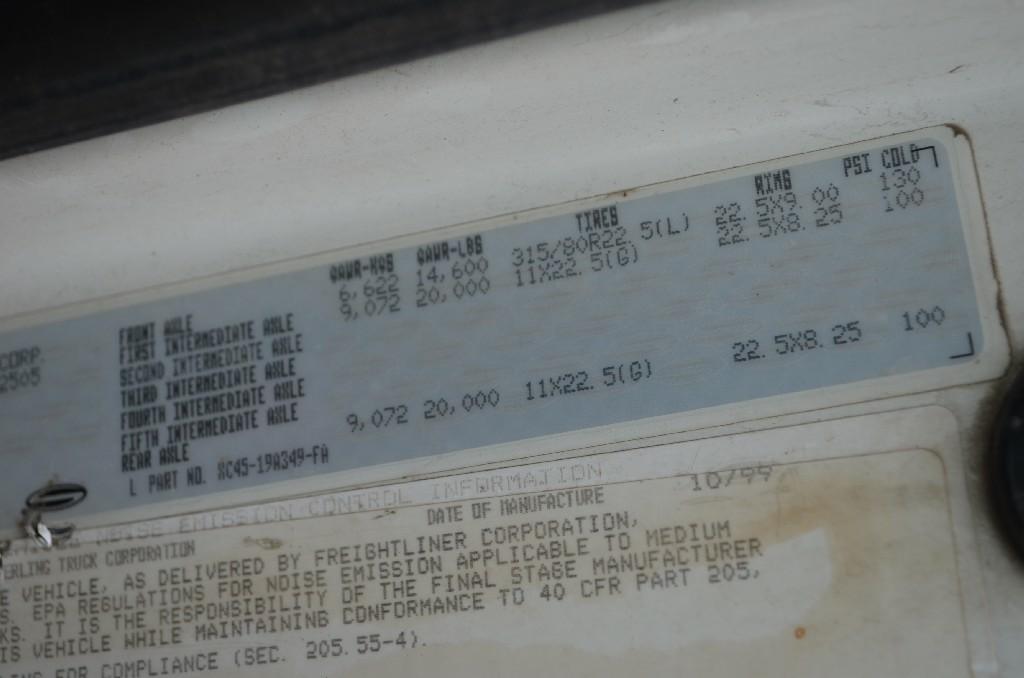 GAWR-KGS GAWR-LBS TIRES RIMS PSI COLD
FRONT AXLE 6,622 14,600 315/80R22.5(L) 22.5X9.00 130
FIRST INTERMEDIATE AXLE 9,072 20,000 11X22.5(G) 22.5X8.25 100
CORP. SECOND INTERMEDIATE AXLE
2505 THIRD INTERMEDIATE AXLE
FOURTH INTERMEDIATE AXLE
FIFTH INTERMEDIATE AXLE
REAR AXLE 9,072 20,000 11X22.5(G) 22.5X8.25 100
L PART NO. XC45-19A349-FA
NOISE EMISSION CONTROL INFORMATION
ERLING TRUCK CORPORATION DATE OF MANUFACTURE 10/99
E VEHICLE, AS DELIVERED BY FREIGHTLINER CORPORATION,
S. EPA REGULATIONS FOR NOISE EMISSION APPLICABLE TO MEDIUM
KS. IT IS THE RESPONSIBILITY OF THE FINAL STAGE MANUFACTURER
IS VEHICLE WHILE MAINTAINING CONFORMANCE TO 40 CFR PART 205,
ING FOR COMPLIANCE (SEC. 205.55-4).